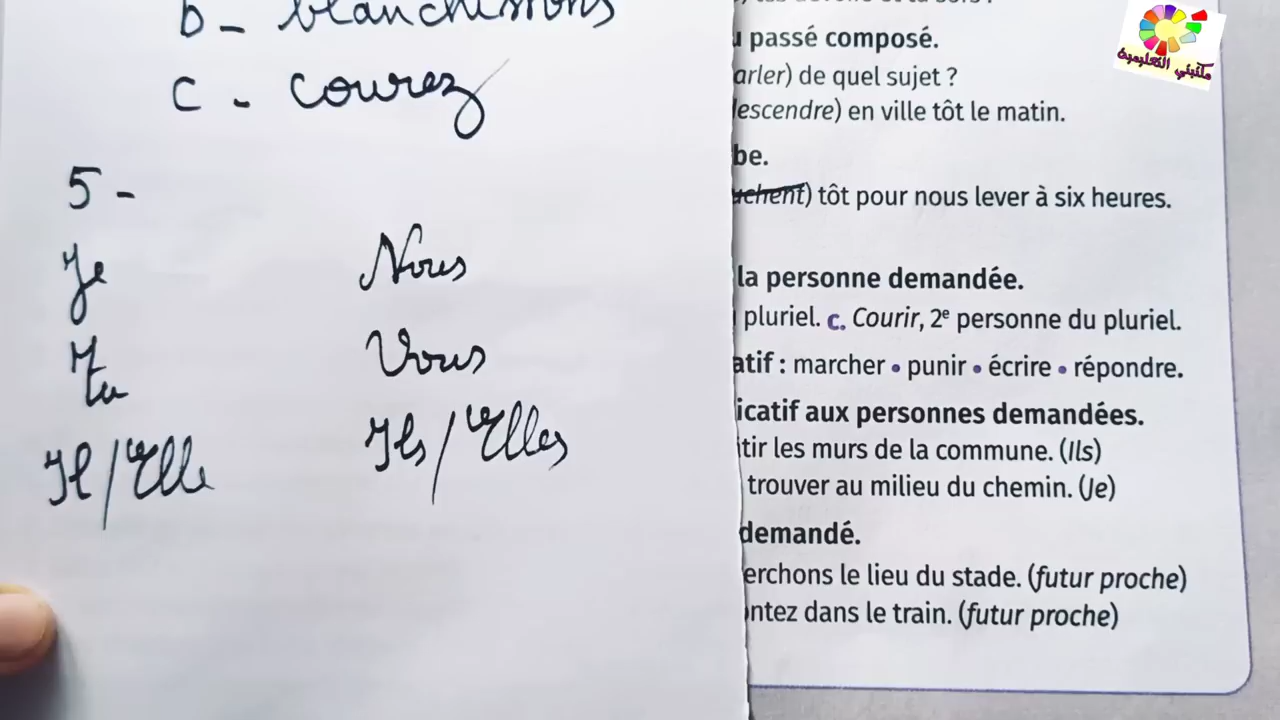 b - blanchissons
c - courez
5 -
Je Nous
Tu Vous
Il/Elle Ils/Elles
passé composé.
arler) de quel sujet ?
escendre) en ville tôt le matin.
be.
chent) tôt pour nous lever à six heures.
la personne demandée.
pluriel. c. Courir, 2e personne du pluriel.
atif : marcher • punir • écrire • répondre.
icatif aux personnes demandées.
tir les murs de la commune. (Ils)
trouver au milieu du chemin. (Je)
demandé.
erchons le lieu du stade. (futur proche)
ntez dans le train. (futur proche)
مكتبتي التعليمية